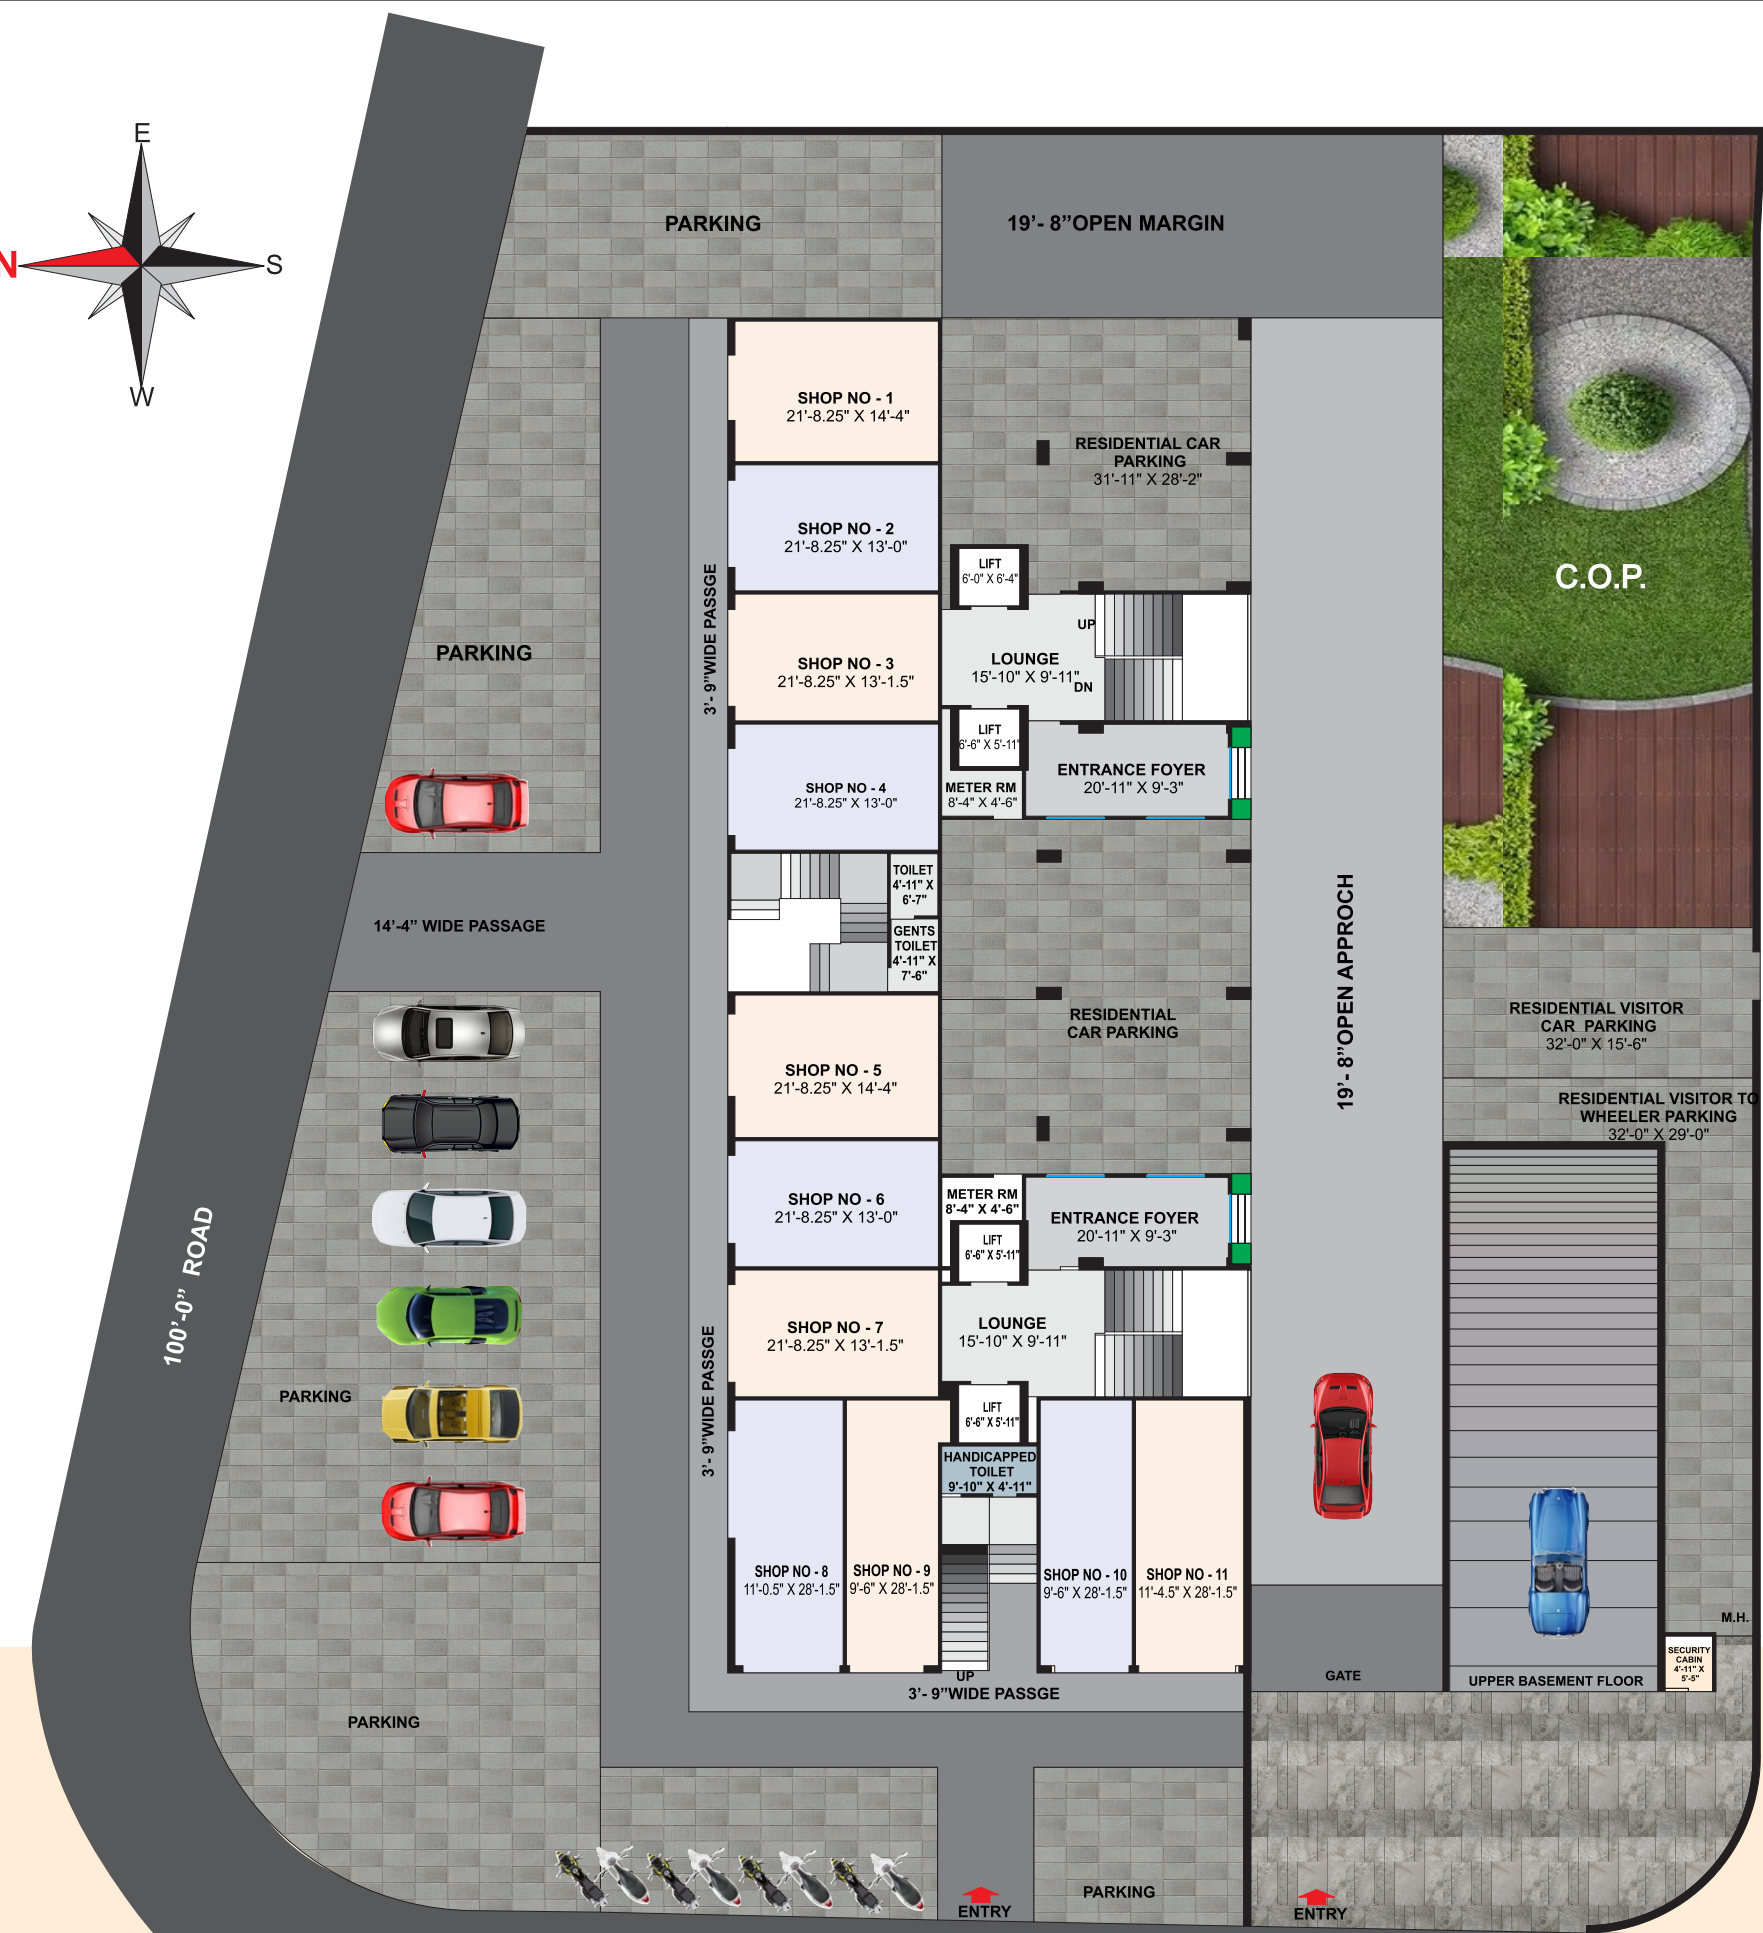 E
N
S
W
PARKING
19'- 8"OPEN MARGIN
SHOP NO - 1
21'-8.25" X 14'-4"
RESIDENTIAL CAR
PARKING
31'-11" X 28'-2"
SHOP NO - 2
21'-8.25" X 13'-0"
LIFT
6'-0" X 6'-4"
C.O.P.
3'- 9"WIDE PASSGE
PARKING
SHOP NO - 3
21'-8.25" X 13'-1.5"
UP
LOUNGE
15'-10" X 9'-11"
DN
LIFT
6'-6" X 5'-11"
SHOP NO - 4
21'-8.25" X 13'-0"
METER RM
8'-4" X 4'-6"
ENTRANCE FOYER
20'-11" X 9'-3"
TOILET
4'-11" X
6'-7"
GENTS
TOILET
4'-11" X
7'-6"
14'-4" WIDE PASSAGE
19'- 8"OPEN APPROCH
RESIDENTIAL
CAR PARKING
RESIDENTIAL VISITOR
CAR PARKING
32'-0" X 15'-6"
RESIDENTIAL VISITOR TO
WHEELER PARKING
32'-0" X 29'-0"
SHOP NO - 5
21'-8.25" X 14'-4"
SHOP NO - 6
21'-8.25" X 13'-0"
METER RM
8'-4" X 4'-6"
LIFT
6'-6" X 5'-11"
ENTRANCE FOYER
20'-11" X 9'-3"
100'-0" ROAD
3'- 9"WIDE PASSGE
SHOP NO - 7
21'-8.25" X 13'-1.5"
LOUNGE
15'-10" X 9'-11"
PARKING
LIFT
6'-6" X 5'-11"
HANDICAPPED
TOILET
9'-10" X 4'-11"
SHOP NO - 8
11'-0.5" X 28'-1.5"
SHOP NO - 9
9'-6" X 28'-1.5"
SHOP NO - 10
9'-6" X 28'-1.5"
SHOP NO - 11
11'-4.5" X 28'-1.5"
M.H.
SECURITY
CABIN
4'-11" X
5'-5"
UP
3'- 9"WIDE PASSGE
GATE
UPPER BASEMENT FLOOR
PARKING
PARKING
ENTRY
ENTRY